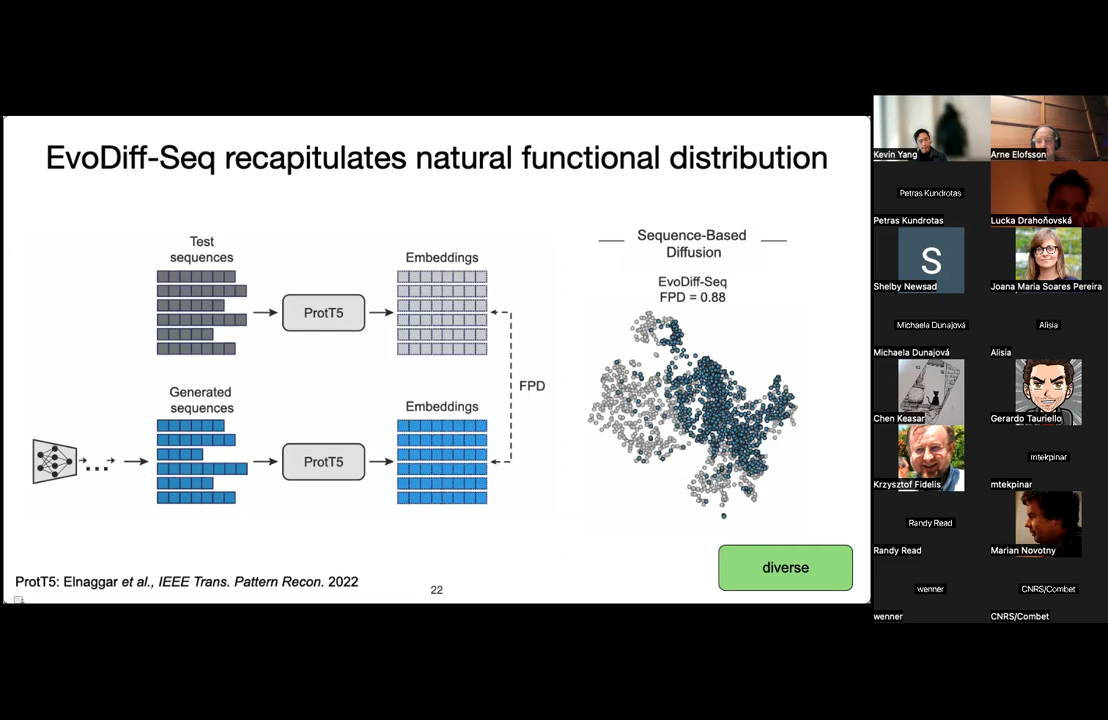 EvoDiff-Seq recapitulates natural functional distribution
Test
sequences
ProtT5
Embeddings
FPD
Generated
sequences
...
ProtT5
Embeddings
Sequence-Based
Diffusion
EvoDiff-Seq
FPD = 0.88
diverse
ProtT5: Elnaggar et al., IEEE Trans. Pattern Recon. 2022
22
Kevin Yang
Arne Elofsson
Petras Kundrotas
Petras Kundrotas
Lucka Drahoňovská
S
Shelby Newsad
Joana Maria Soares Pereira
Michaela Dunajová
Michaela Dunajová
Alisia
Alisia
Chen Keasar
Gerardo Tauriello
Krzysztof Fidelis
mtekpinar
mtekpinar
Randy Read
Randy Read
Marian Novotny
wenner
wenner
CNRS/Combet
CNRS/Combet